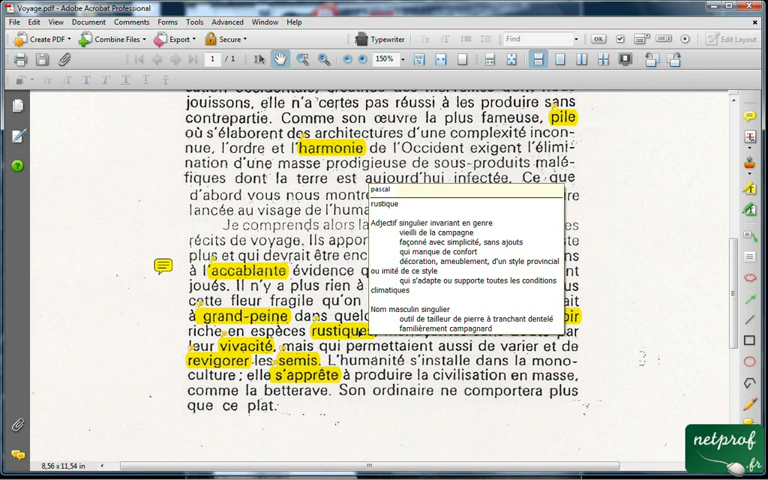 Voyage.pdf - Adobe Acrobat Professional
File Edit View Document Comments Forms Tools Advanced Window Help
Create PDF Combine Files Export Secure Typewriter Find OK Edit Layout
1 / 1 150%
jouissons, elle n'a certes pas réussi à les produire sans
contrepartie. Comme son œuvre la plus fameuse, pile
où s'élaborent des architectures d'une complexité incon-
nue, l'ordre et l'harmonie de l'Occident exigent l'élimi-
nation d'une masse prodigieuse de sous-produits malé-
fiques dont la terre est aujourd'hui infectée. Ce que
d'abord vous nous montre
lancée au visage de l'huma
Je comprends alors la
récits de voyage. Ils appor
plus et qui devrait être enc
à l'accablante évidence q
joués. Il n'y a plus rien à
cette fleur fragile qu'on
à grand-peine dans quelq
riche en espèces rustiques
leur vivacité, mais qui permettaient aussi de varier et de
revigorer les semis. L'humanité s'installe dans la mono-
culture ; elle s'apprête à produire la civilisation en masse,
comme la betterave. Son ordinaire ne comportera plus
que ce plat.
pascal
rustique
Adjectif singulier invariant en genre
vieilli de la campagne
façonné avec simplicité, sans ajouts
qui manque de confort
décoration, ameublement, d'un style provincial
ou imité de ce style
qui s'adapte ou supporte toutes les conditions
climatiques
Nom masculin singulier
outil de tailleur de pierre à tranchant dentelé
familièrement campagnard
8,56 x 11,54 in
netprof
.fr